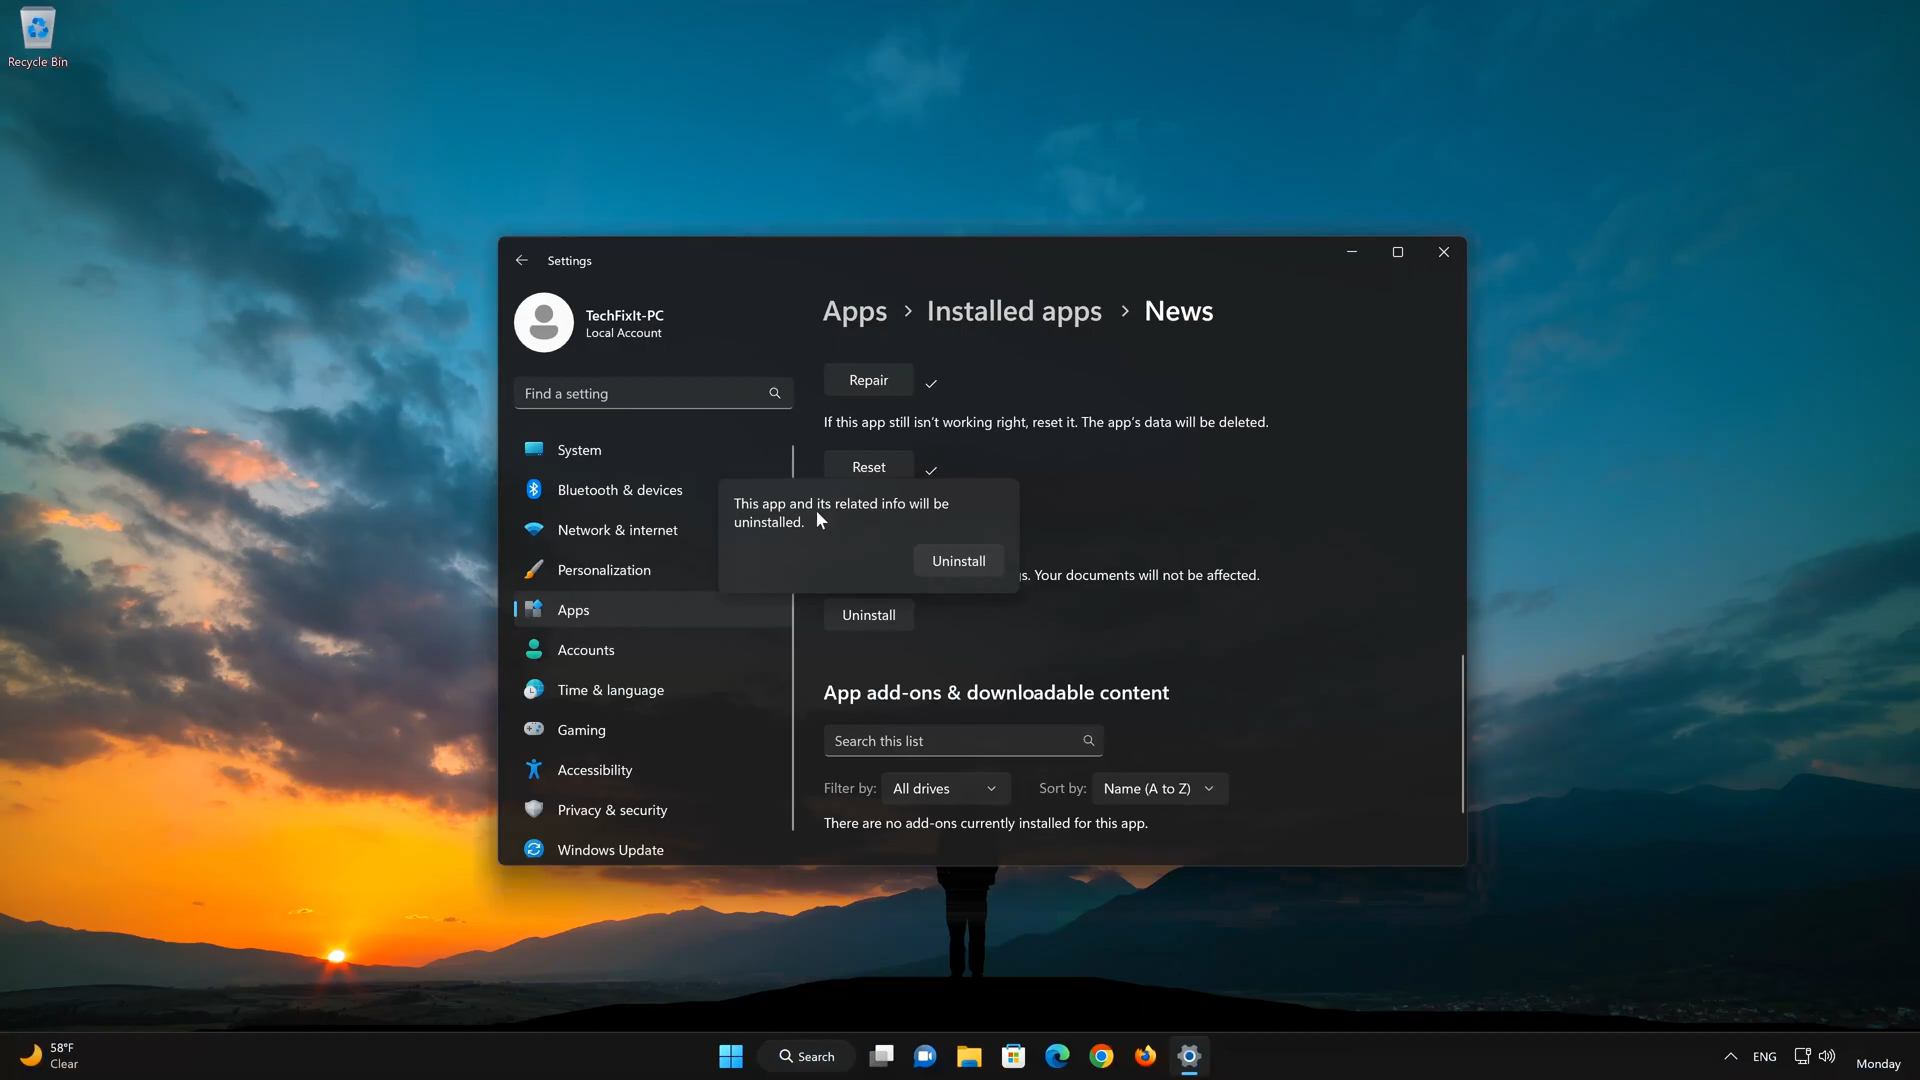 Recycle Bin
Settings
TechFixIt-PC
Local Account
Find a setting
System
Bluetooth & devices
Network & internet
Personalization
Apps
Accounts
Time & language
Gaming
Accessibility
Privacy & security
Windows Update
Apps > Installed apps > News
Repair
If this app still isn't working right, reset it. The app's data will be deleted.
Reset
This app and its related info will be
uninstalled.
Uninstall
s. Your documents will not be affected.
Uninstall
App add-ons & downloadable content
Search this list
Filter by: All drives
Sort by: Name (A to Z)
There are no add-ons currently installed for this app.
58°F
Clear
Search
ENG
Monday